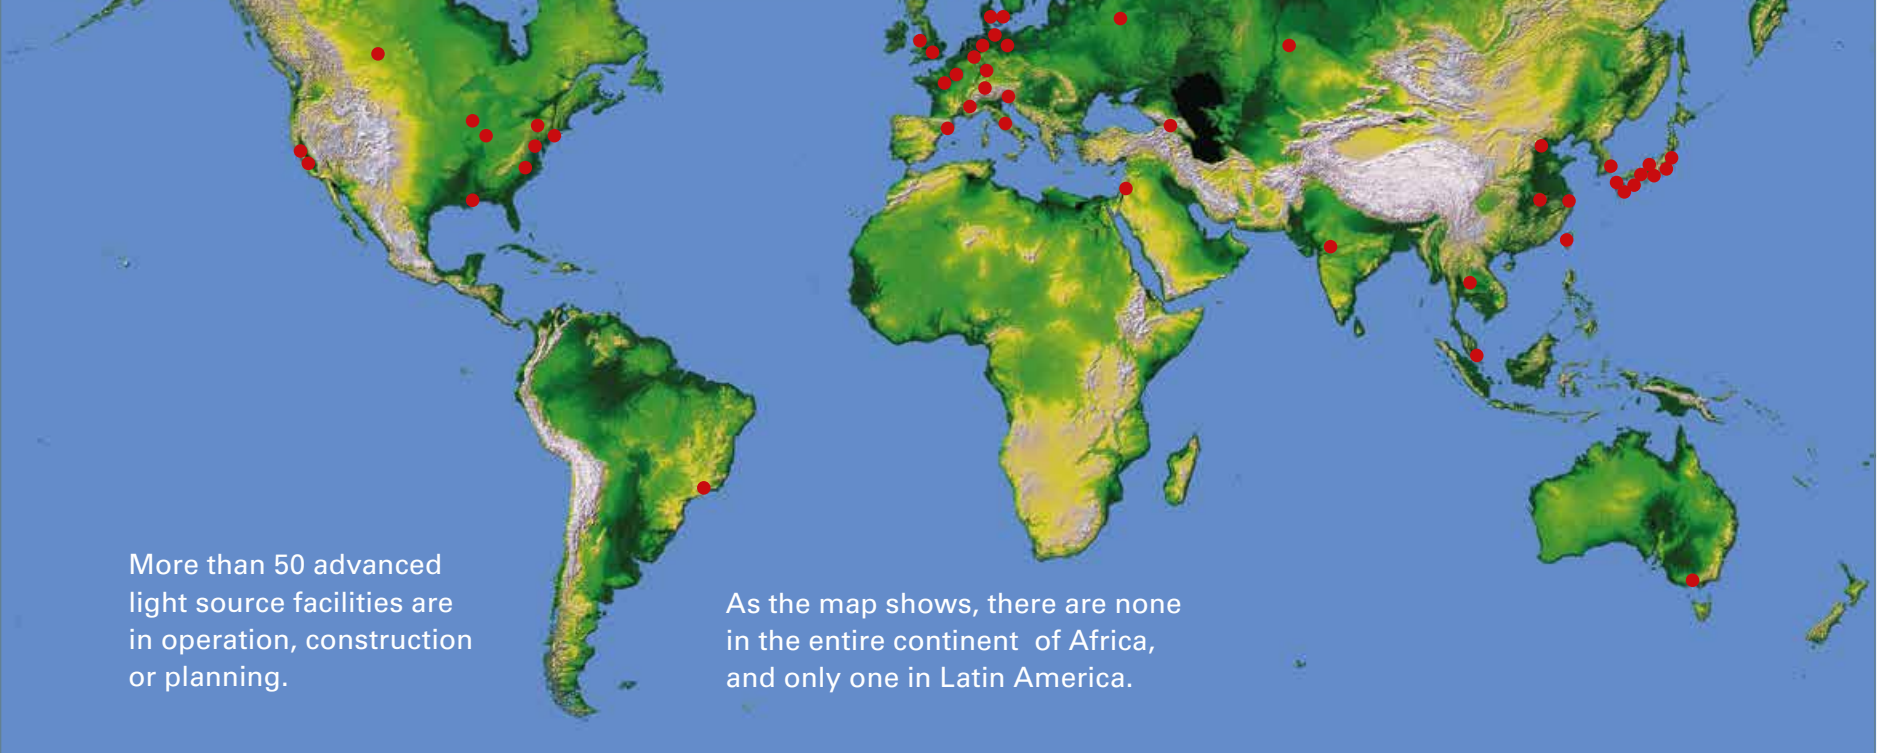 More than 50 advanced
light source facilities are
in operation, construction
or planning.
As the map shows, there are none
in the entire continent of Africa,
and only one in Latin America.